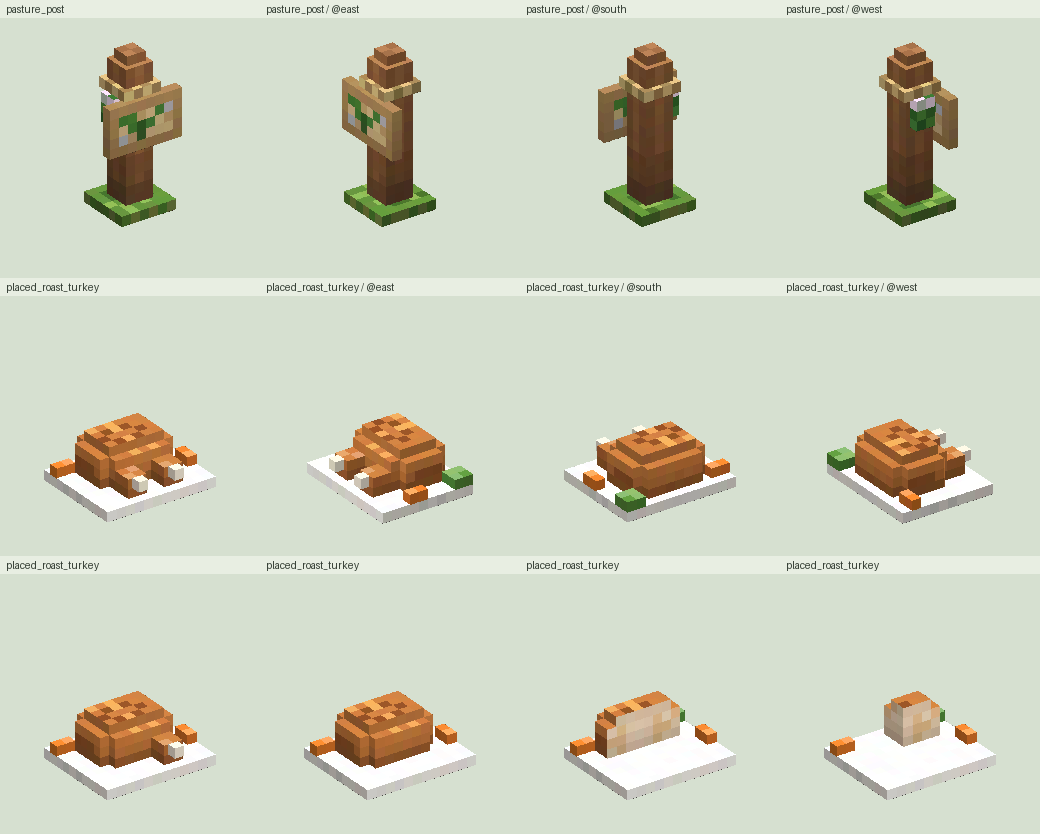 pasture_post
pasture_post / @east
pasture_post / @south
pasture_post / @west
placed_roast_turkey
placed_roast_turkey / @east
placed_roast_turkey / @south
placed_roast_turkey / @west
placed_roast_turkey
placed_roast_turkey
placed_roast_turkey
placed_roast_turkey